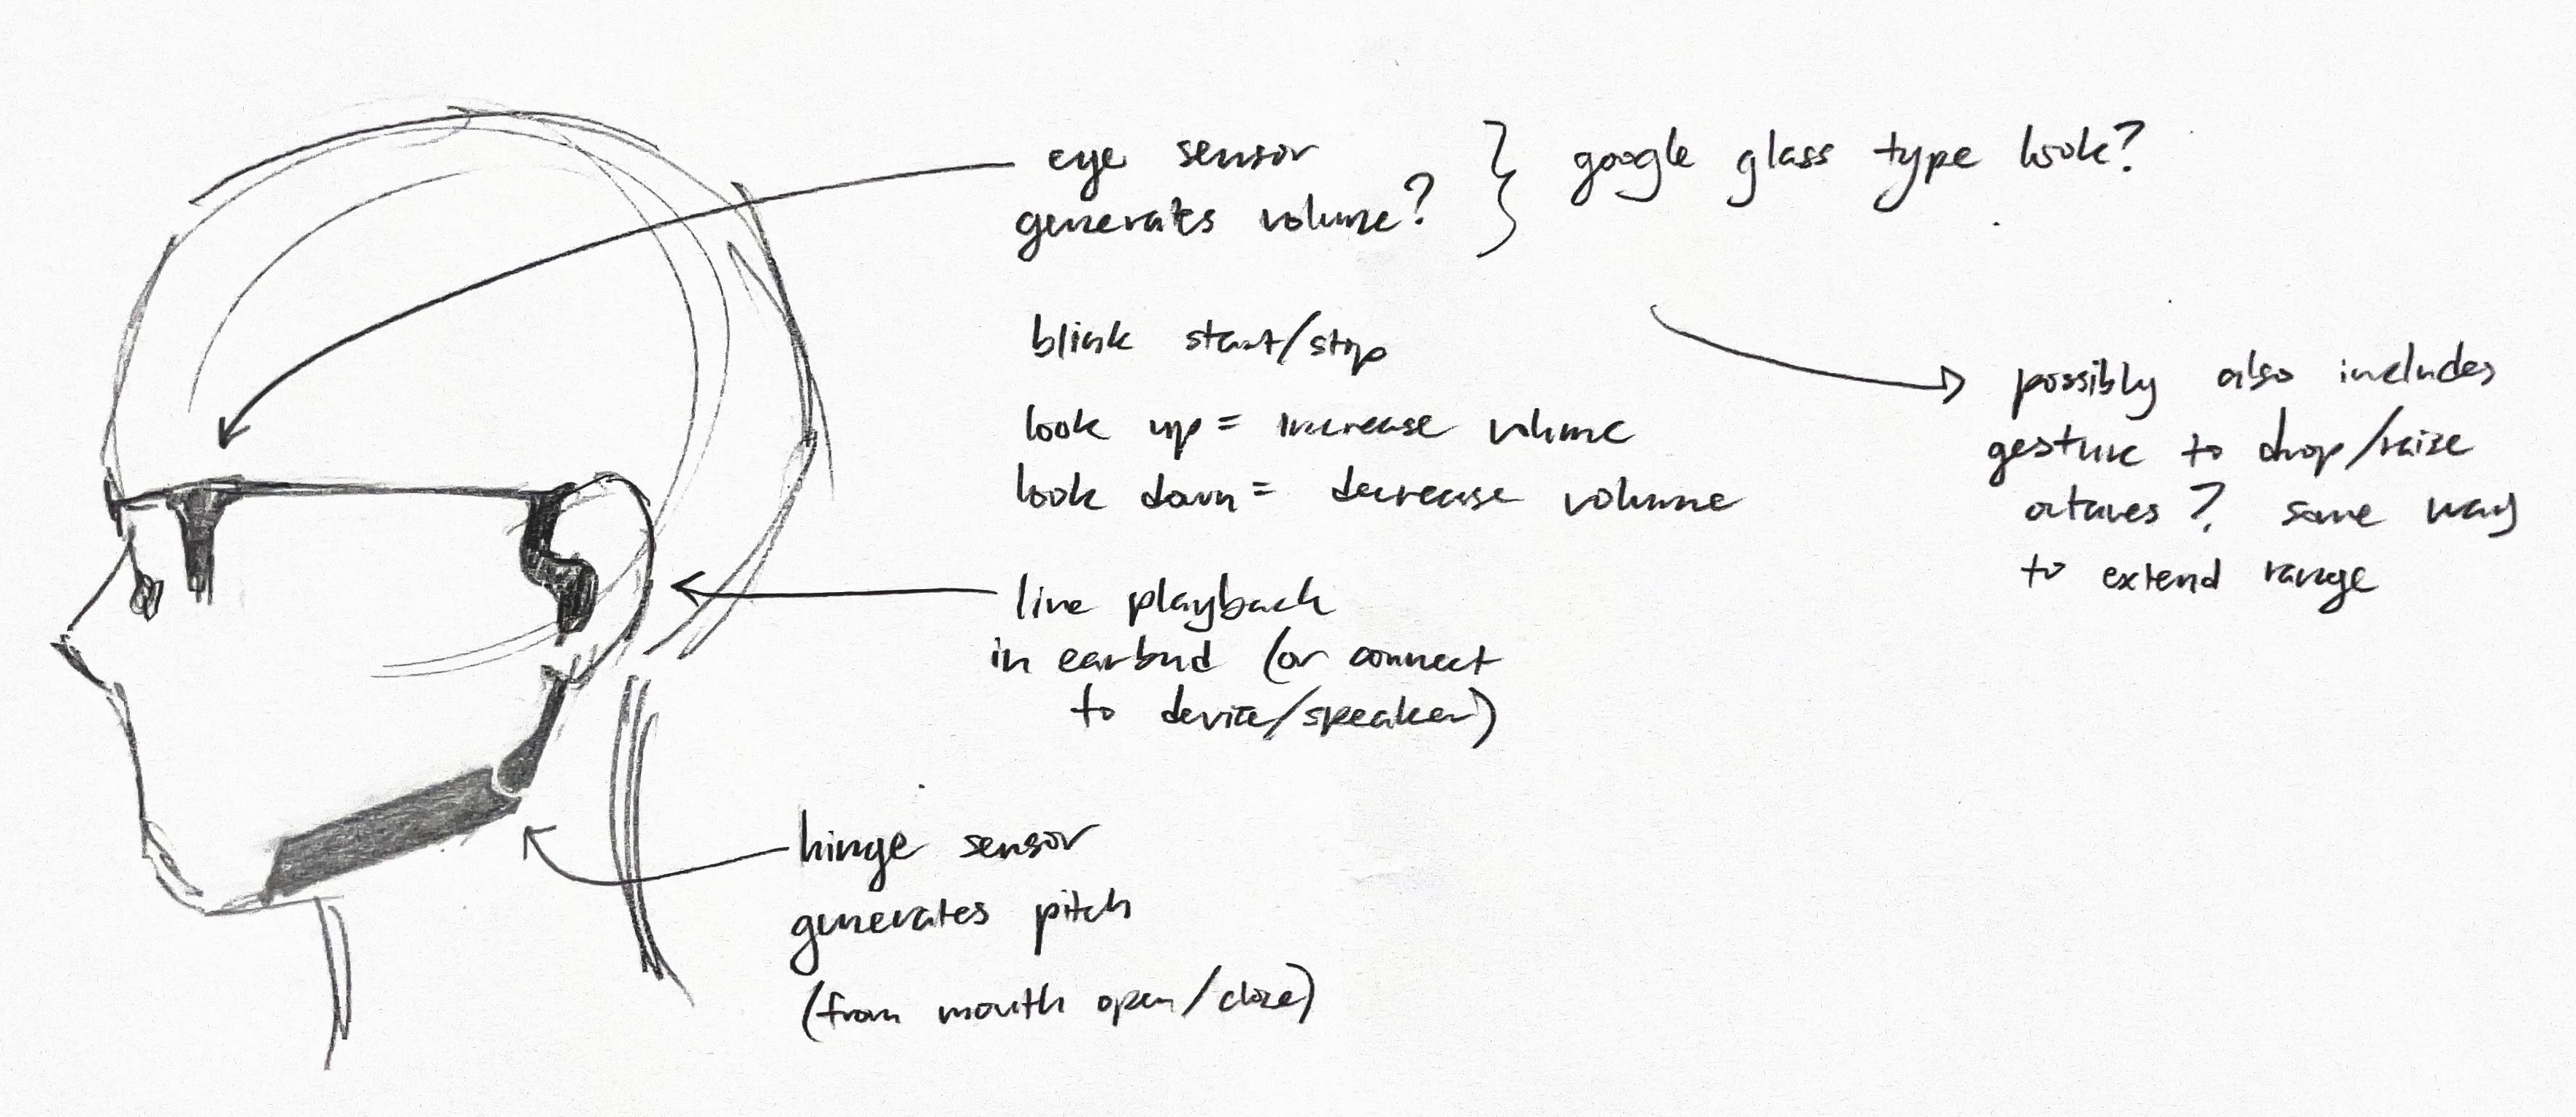 eye sensor
generates volume?
google glass type look?
blink start/stop
look up = increase volume
look down = decrease volume
possibly also includes
gesture to drop/raise
octaves? some way
to extend range
live playback
in earbud (or connect
to device/speaker)
hinge sensor
generates pitch
(from mouth open/close)